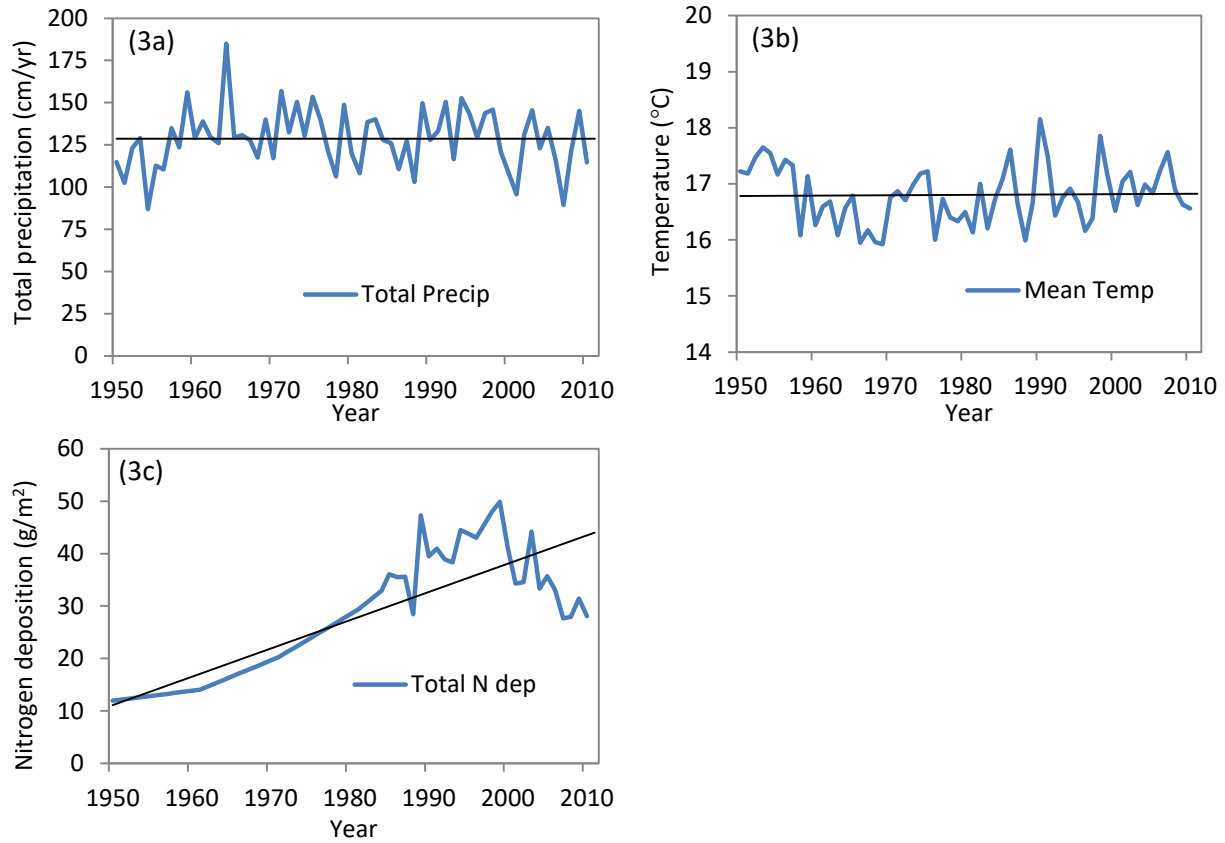 (3a)
Total precipitation (cm/yr)
200
175
150
125
100
75
50
25
0
Total Precip
1950 1960 1970 1980 1990 2000 2010
Year
(3b)
Temperature (°C)
20
19
18
17
16
15
14
Mean Temp
1950 1960 1970 1980 1990 2000 2010
Year
(3c)
Nitrogen deposition (g/m²)
60
50
40
30
20
10
0
Total N dep
1950 1960 1970 1980 1990 2000 2010
Year